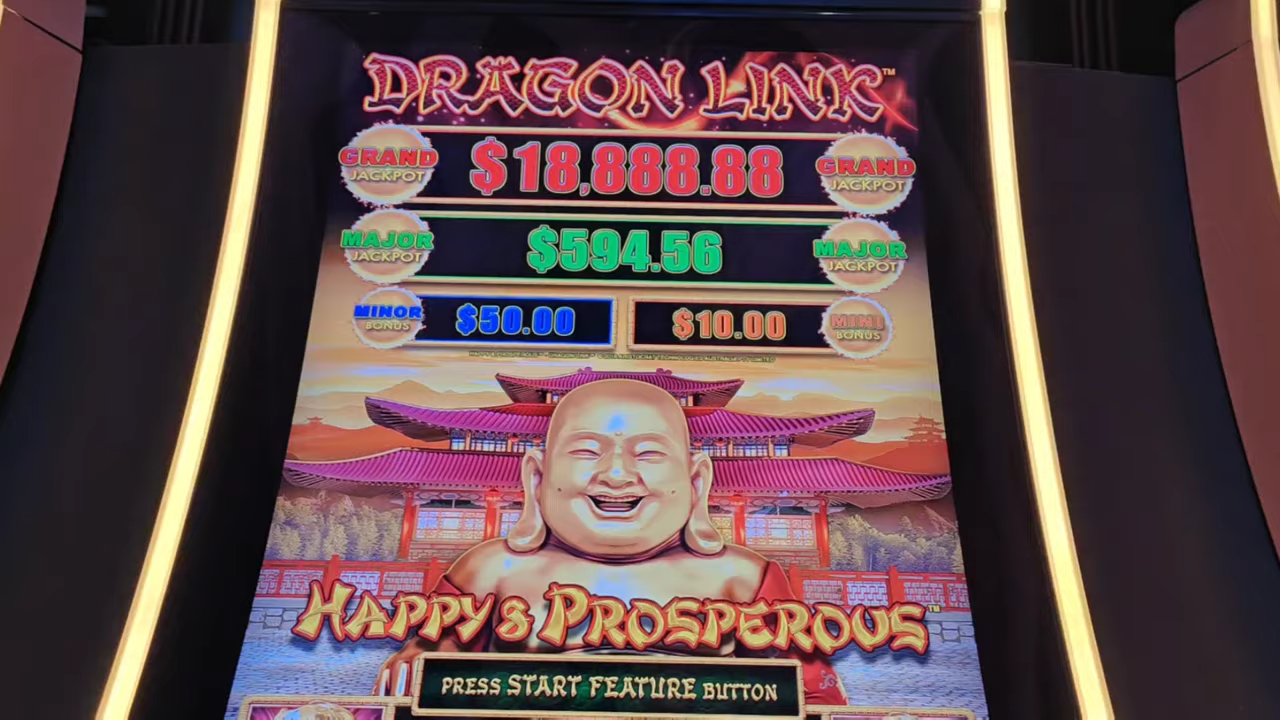 DRAGON LINK™
GRAND JACKPOT
$18,888.88
GRAND JACKPOT
MAJOR JACKPOT
$594.56
MAJOR JACKPOT
MINOR BONUS
$50.00
$10.00
MINI BONUS
HAPPY & PROSPEROUS™
PRESS START FEATURE BUTTON